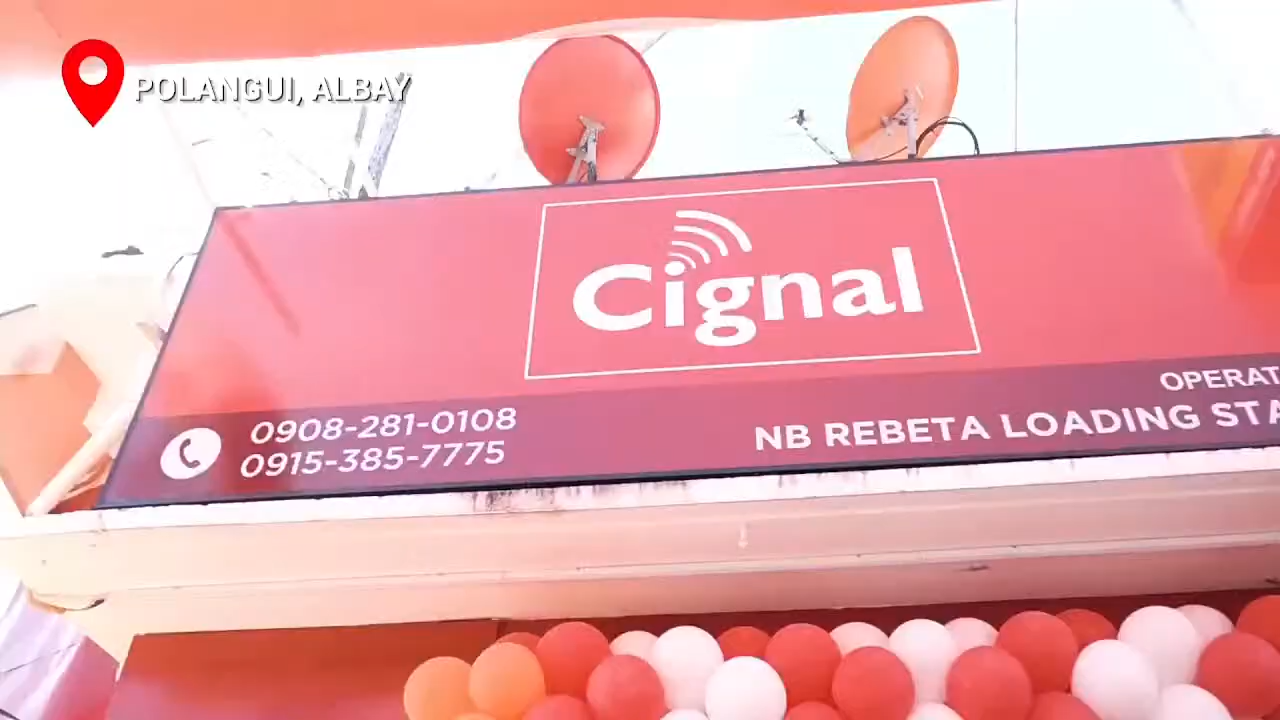 POLANGUI, ALBAY
Cignal
0908-281-0108
0915-385-7775
NB REBETA LOADING